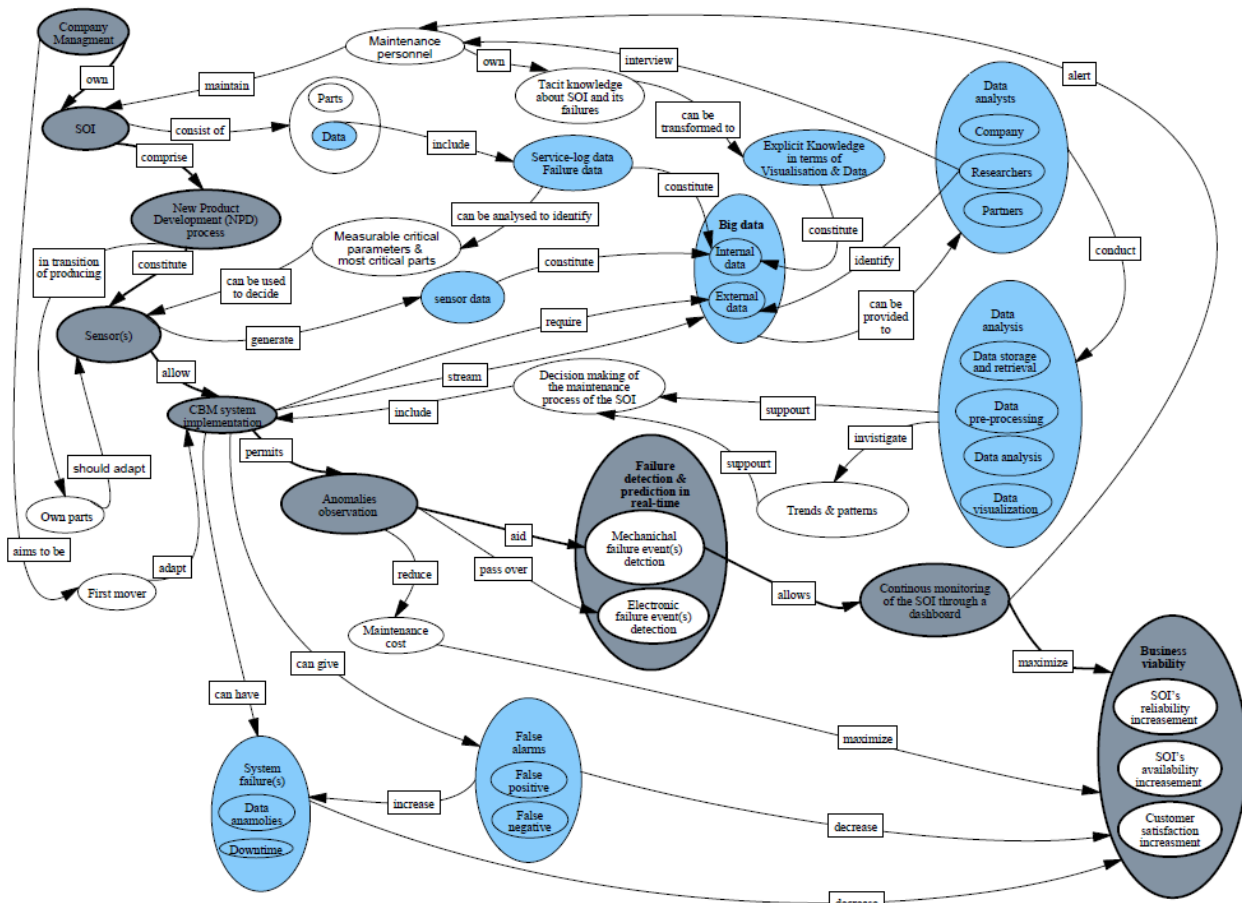 Company
Managment
own
SOI
maintain
Maintenance
personnel
own
interview
alert
Tacit knowledge
about SOI and its
failures
Parts
Data
consist of
comprise
include
can be
transformed to
Data
analysts
Company
Researchers
Partners
Service-log data
Failure data
Explicit Knowledge
in terms of
Visualisation & Data
New Product
Development (NPD)
process
constitute
can be analysed to identify
Big data
Internal
data
External
data
constitute
identify
conduct
Measurable critical
parameters &
most critical parts
in transition
of producing
constitute
can be used
to decide
constitute
sensor data
can be
provided
to
Sensor(s)
generate
require
Data
analysis
Data storage
and retrieval
Data
pre-processing
Data analysis
Data
visualization
allow
stream
Decision making of
the maintenance
process of the SOI
CBM system
implementation
include
suppourt
invistigate
permits
should adapt
suppourt
Failure
detection &
prediction in
real-time
Mechanichal
failure event(s)
detction
Electronic
failure event(s)
detection
Anomalies
observation
Trends & patterns
Own parts
aid
aims to be
adapt
pass over
reduce
First mover
allows
Continous monitoring
of the SOI through a
dashboard
Maintenance
cost
can give
maximize
Business
viability
SOI's
reliability
increasement
SOI's
availability
increasement
Customer
satisfaction
increasment
can have
maximize
False
alarms
False
positive
False
negative
System
failure(s)
Data
anamolies
Downtime
increase
decrease